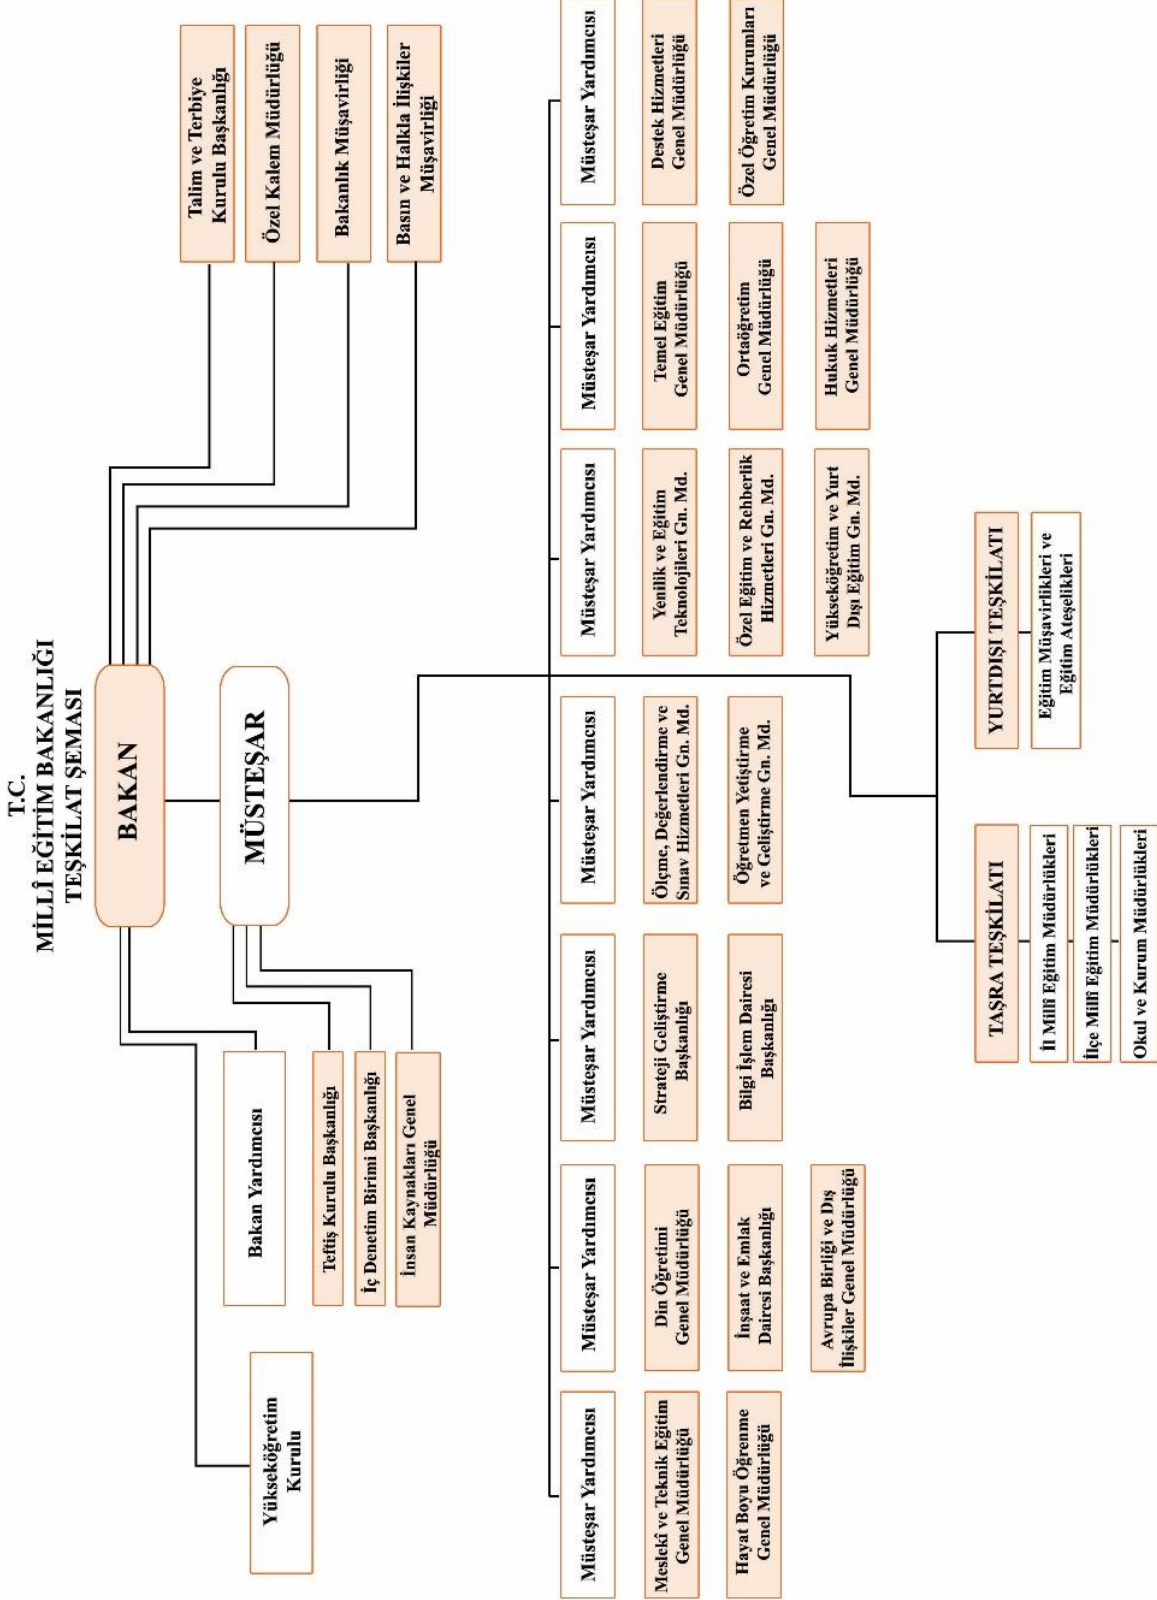 T.C.
MİLLÎ EĞİTİM BAKANLIĞI
TEŞKİLAT ŞEMASI
BAKAN
MÜSTEŞAR
Yükseköğretim
Kurulu
Bakan Yardımcısı
Teftiş Kurulu Başkanlığı
İç Denetim Birimi Başkanlığı
İnsan Kaynakları Genel
Müdürlüğü
Talim ve Terbiye
Kurulu Başkanlığı
Özel Kalem Müdürlüğü
Bakanlık Müşavirliği
Basın ve Halkla İlişkiler
Müşavirliği
Müsteşar Yardımcısı
Meslekî ve Teknik Eğitim
Genel Müdürlüğü
Hayat Boyu Öğrenme
Genel Müdürlüğü
Müsteşar Yardımcısı
Din Öğretimi
Genel Müdürlüğü
İnşaat ve Emlak
Dairesi Başkanlığı
Avrupa Birliği ve Dış
İlişkiler Genel Müdürlüğü
Müsteşar Yardımcısı
Strateji Geliştirme
Başkanlığı
Bilgi İşlem Dairesi
Başkanlığı
Müsteşar Yardımcısı
Ölçme, Değerlendirme ve
Sınav Hizmetleri Gn. Md.
Öğretmen Yetiştirme
ve Geliştirme Gn. Md.
Müsteşar Yardımcısı
Yenilik ve Eğitim
Teknolojileri Gn. Md.
Özel Eğitim ve Rehberlik
Hizmetleri Gn. Md.
Yükseköğretim ve Yurt
Dışı Eğitim Gn. Md.
Müsteşar Yardımcısı
Temel Eğitim
Genel Müdürlüğü
Ortaöğretim
Genel Müdürlüğü
Hukuk Hizmetleri
Genel Müdürlüğü
Müsteşar Yardımcısı
Destek Hizmetleri
Genel Müdürlüğü
Özel Öğretim Kurumları
Genel Müdürlüğü
TAŞRA TEŞKİLATI
İl Millî Eğitim Müdürlükleri
İlçe Millî Eğitim Müdürlükleri
Okul ve Kurum Müdürlükleri
YURTDIŞI TEŞKİLATI
Eğitim Müşavirlikleri ve
Eğitim Ateşelikleri